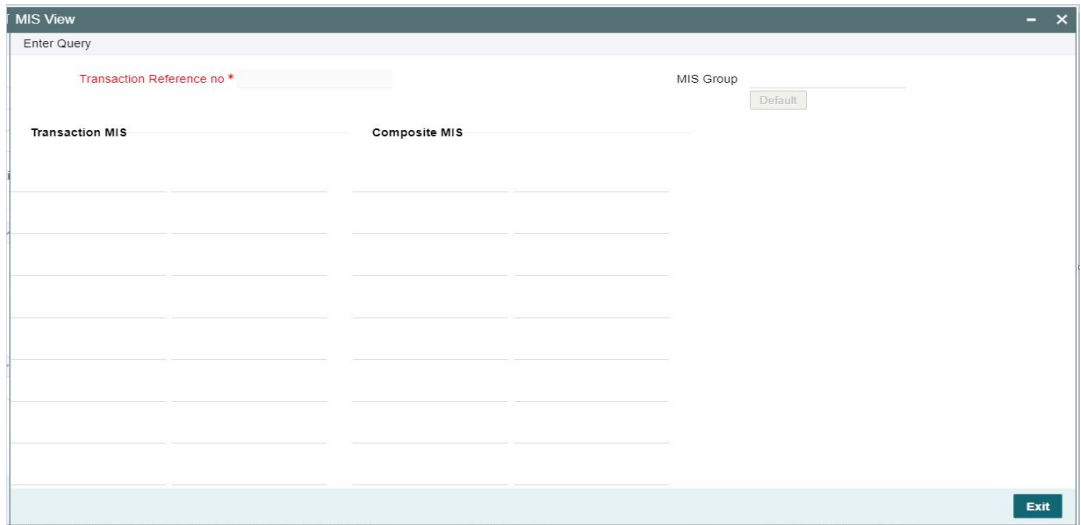 MIS View
Enter Query
Transaction Reference no *
MIS Group
Default
Transaction MIS
Composite MIS
Exit